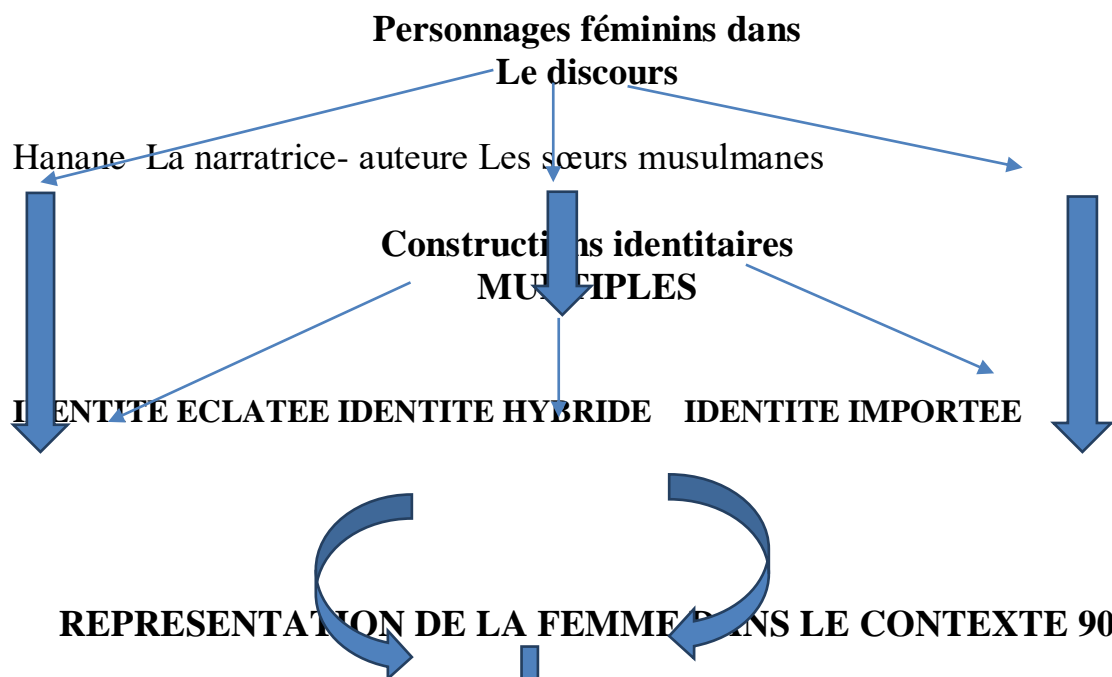 Personnages féminins dans
Le discours
Hanane La narratrice- auteure Les sœurs musulmanes
Constructions identitaires
MULTIPLES
IDENTITE ECLATEE IDENTITE HYBRIDE IDENTITE IMPORTEE
REPRESENTATION DE LA FEMME DANS LE CONTEXTE 90